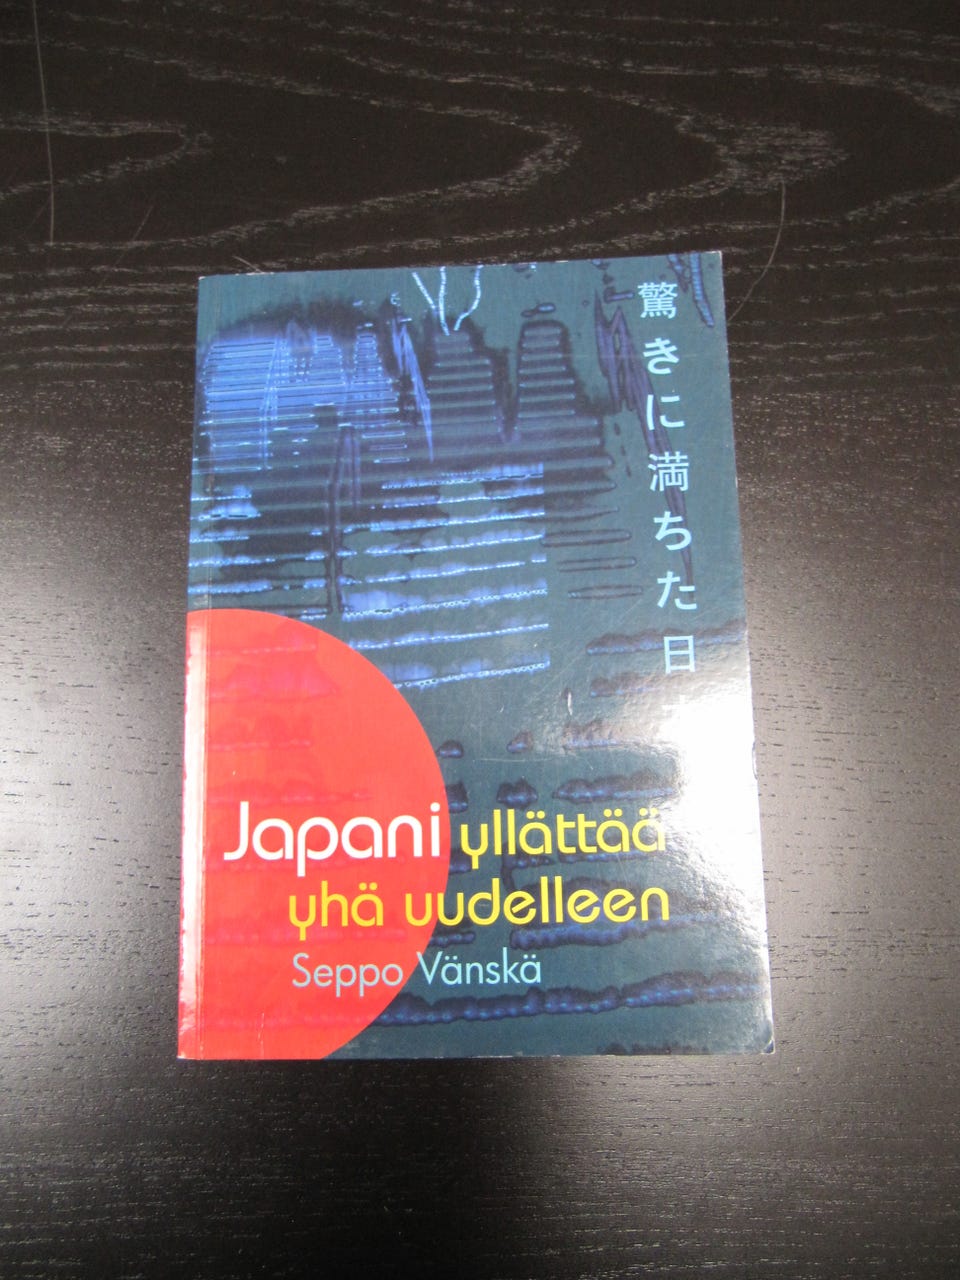 驚きに満ちた日
Japani yllättää
yhä uudelleen
Seppo Vänskä